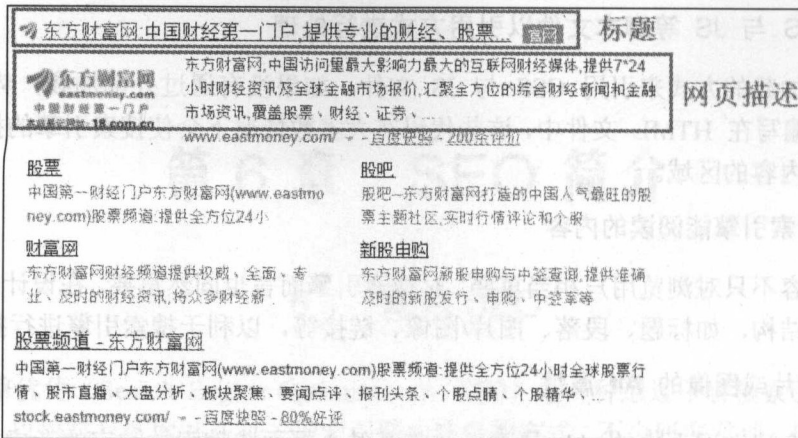 东方财富网:中国财经第一门户,提供专业的财经、股票... 官网
标题
东方财富网
eastmoney.com
中国财经第一门户
18.com.cn
东方财富网,中国访问量最大影响力最大的互联网财经媒体,提供7*24
小时财经资讯及全球金融市场报价,汇聚全方位的综合财经新闻和金融
市场资讯,覆盖股票、财经、证券...
网页描述
www.eastmoney.com/ - 百度快照 - 200条评价
股票
中国第一财经门户东方财富网(www.eastmo
ney.com)股票频道:提供全方位24小
股吧
股吧—东方财富网打造的中国人气最旺的股
票主题社区,实时行情评论和个股
财富网
东方财富网财经频道提供权威、全面、专
业、及时的财经资讯,将众多财经新...
新股申购
东方财富网新股申购与中签查询,提供准确
及时的新股发行、申购、中签率等
股票频道 - 东方财富网
中国第一财经门户东方财富网(www.eastmoney.com)股票频道:提供全方位24小时全球股票行
情、股市直播、大盘分析、板块聚焦、要闻点评、报刊头条、个股点睛、个股精华、...
stock.eastmoney.com/ - 百度快照 - 80%好评